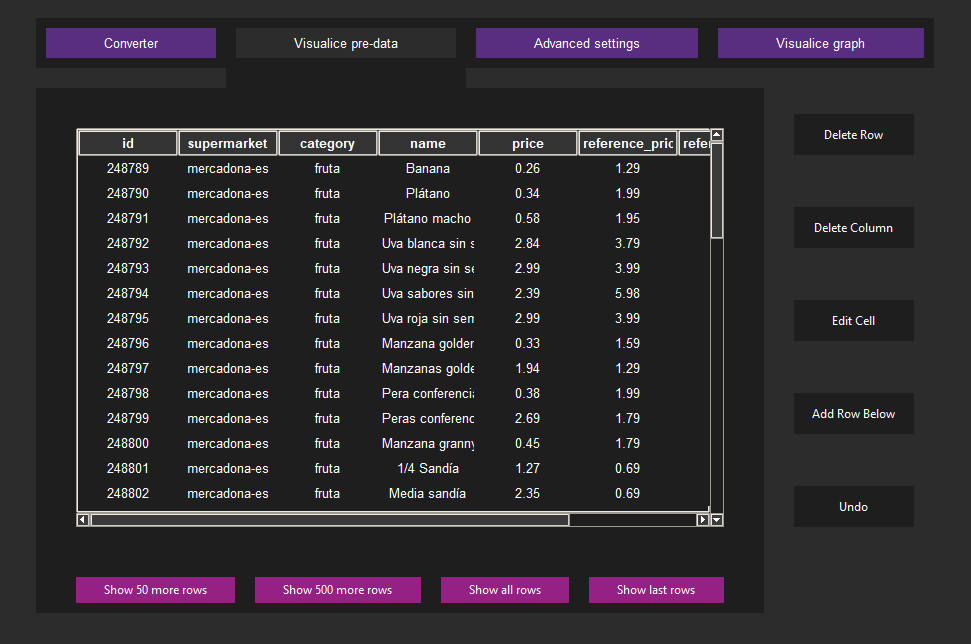 Converter Visualice pre-data Advanced settings Visualice graph
id supermarket category name price reference_pric refer
248789 mercadona-es fruta Banana 0.26 1.29
248790 mercadona-es fruta Plátano 0.34 1.99
248791 mercadona-es fruta Plátano macho 0.58 1.95
248792 mercadona-es fruta Uva blanca sin s 2.84 3.79
248793 mercadona-es fruta Uva negra sin se 2.99 3.99
248794 mercadona-es fruta Uva sabores sin 2.39 5.98
248795 mercadona-es fruta Uva roja sin sem 2.99 3.99
248796 mercadona-es fruta Manzana golden 0.33 1.59
248797 mercadona-es fruta Manzanas golde 1.94 1.29
248798 mercadona-es fruta Pera conferencia 0.38 1.99
248799 mercadona-es fruta Peras conferenc 2.69 1.79
248800 mercadona-es fruta Manzana granny 0.45 1.79
248801 mercadona-es fruta 1/4 Sandía 1.27 0.69
248802 mercadona-es fruta Media sandía 2.35 0.69
Delete Row
Delete Column
Edit Cell
Add Row Below
Undo
Show 50 more rows Show 500 more rows Show all rows Show last rows